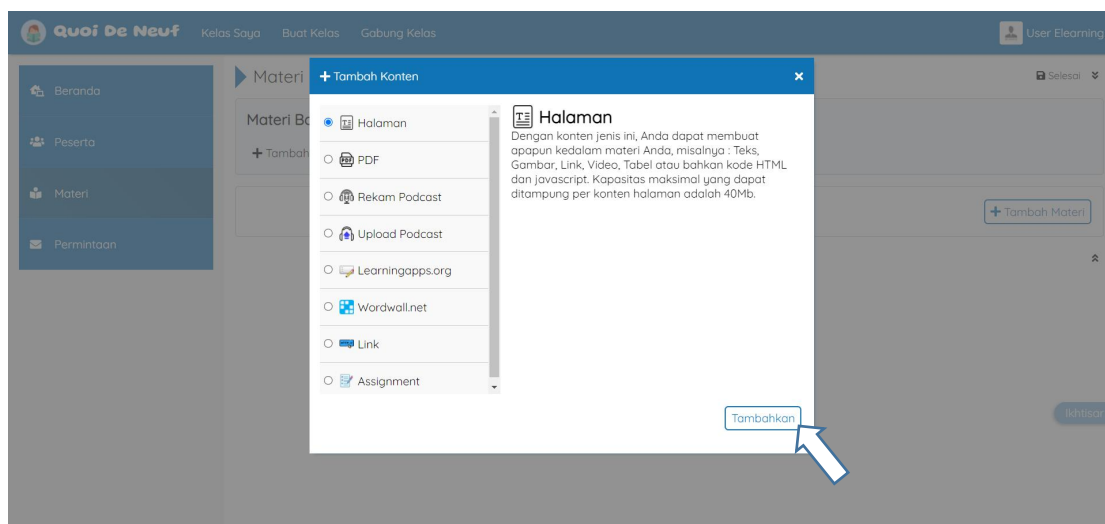 Quoi De Neuf Kelas Saya Buat Kelas Gabung Kelas User Elearning
Beranda
Peserta
Materi
Permintaan
Materi
Selesai
Materi Ba
+ Tambah
+ Tambah Materi
Ikhtisar
+ Tambah Konten ×
Halaman
PDF
Rekam Podcast
Upload Podcast
Learningapps.org
Wordwall.net
Link
Assignment
Halaman
Dengan konten jenis ini, Anda dapat membuat
apapun kedalam materi Anda, misalnya : Teks,
Gambar, Link, Video, Tabel atau bahkan kode HTML
dan javascript. Kapasitas maksimal yang dapat
ditampung per konten halaman adalah 40Mb.
Tambahkan